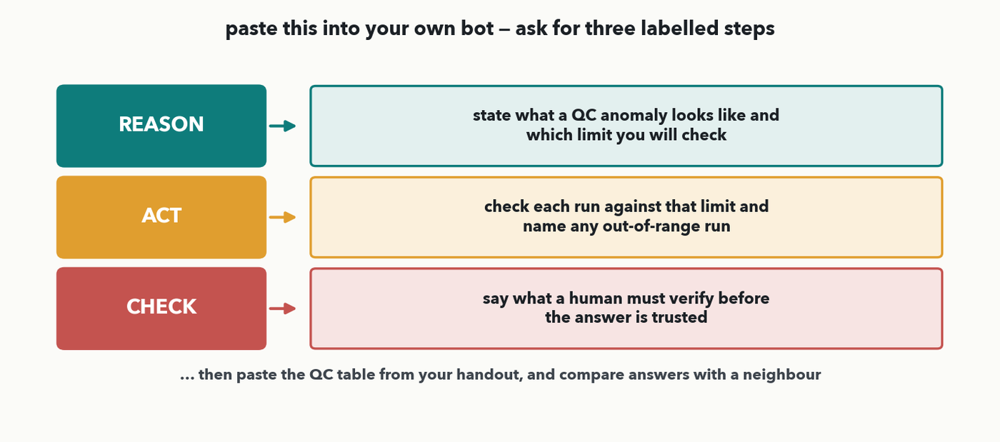 paste this into your own bot – ask for three labelled steps
REASON
state what a QC anomaly looks like and
which limit you will check
ACT
check each run against that limit and
name any out-of-range run
CHECK
say what a human must verify before
the answer is trusted
... then paste the QC table from your handout, and compare answers with a neighbour